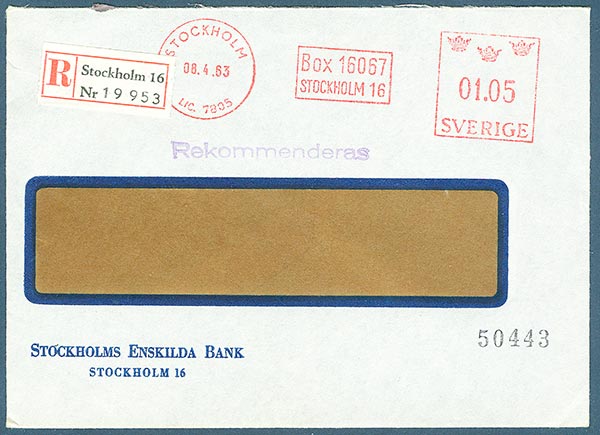 R
Stockholm 16
Nr 19 953
STOCKHOLM
08.4.63
LIC. 7805
Box 16067
STOCKHOLM 16
01.05
SVERIGE
Rekommenderas
50443
STOCKHOLMS ENSKILDA BANK
STOCKHOLM 16